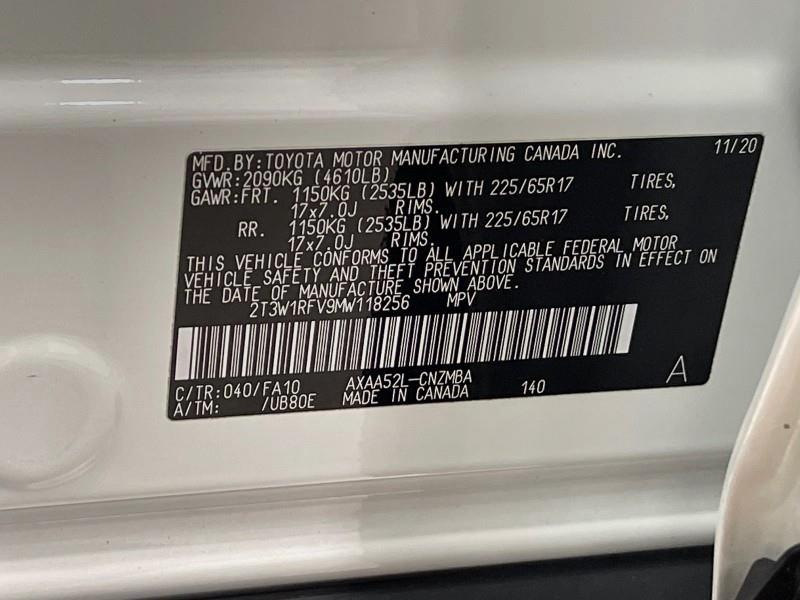 MFD. BY: TOYOTA MOTOR MANUFACTURING CANADA INC. 11/20
GVWR: 2090KG (4610LB)
GAWR: FRT. 1150KG (2535LB) WITH 225/65R17 TIRES,
17x7.0J RIMS.
RR. 1150KG (2535LB) WITH 225/65R17 TIRES,
17x7.0J RIMS.
THIS VEHICLE CONFORMS TO ALL APPLICABLE FEDERAL MOTOR
VEHICLE SAFETY AND THEFT PREVENTION STANDARDS IN EFFECT ON
THE DATE OF MANUFACTURE SHOWN ABOVE.
2T3W1RFV9MW118256 MPV
C/TR: 040/FA10 AXAA52L-CNZMBA 140 A
A/TM: /UB80E MADE IN CANADA